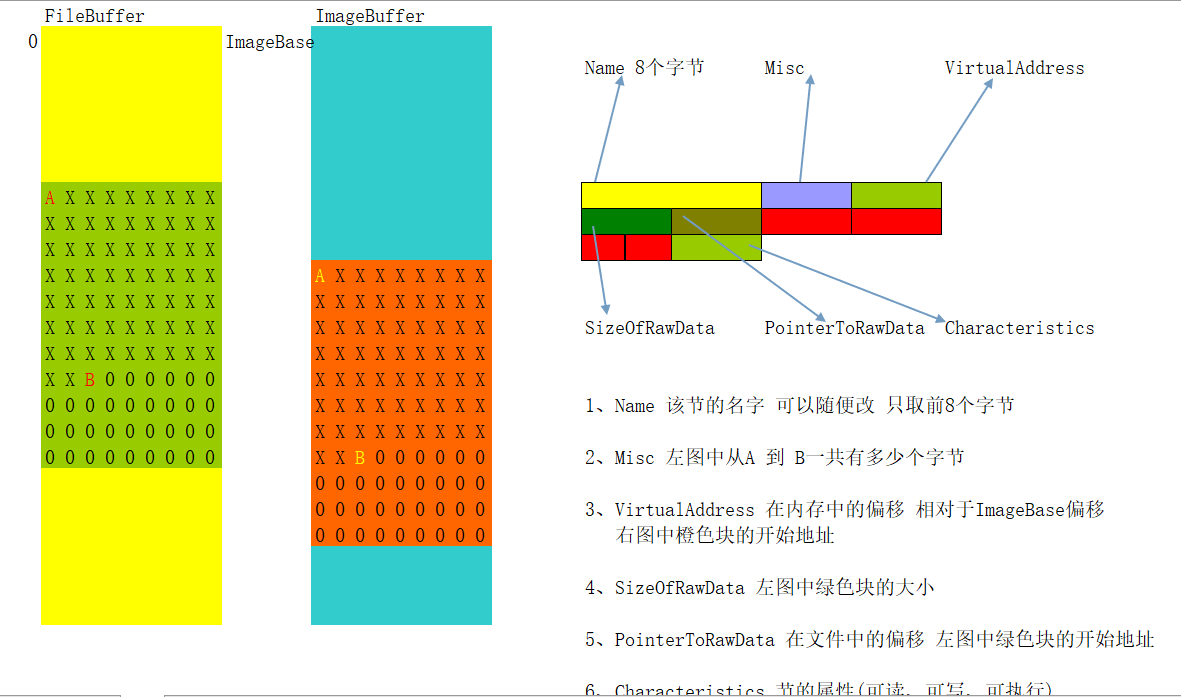 FileBuffer
ImageBuffer
0
ImageBase
Name 8个字节
Misc
VirtualAddress
A X X X X X X X X
X X X X X X X X X
X X X X X X X X X
X X X X X X X X X
X X X X X X X X X
X X X X X X X X X
X X X X X X X X X
X X B 0 0 0 0 0 0
0 0 0 0 0 0 0 0 0
0 0 0 0 0 0 0 0 0
0 0 0 0 0 0 0 0 0
A X X X X X X X X
X X X X X X X X X
X X X X X X X X X
X X X X X X X X X
X X X X X X X X X
X X X X X X X X X
X X X X X X X X X
X X B 0 0 0 0 0 0
0 0 0 0 0 0 0 0 0
0 0 0 0 0 0 0 0 0
0 0 0 0 0 0 0 0 0
SizeOfRawData
PointerToRawData
Characteristics
1、Name 该节的名字 可以随便改 只取前8个字节
2、Misc 左图中从A 到 B一共有多少个字节
3、VirtualAddress 在内存中的偏移 相对于ImageBase偏移
右图中橙色块的开始地址
4、SizeOfRawData 左图中绿色块的大小
5、PointerToRawData 在文件中的偏移 左图中绿色块的开始地址
6、Characteristics 节的属性(可读、可写、可执行)